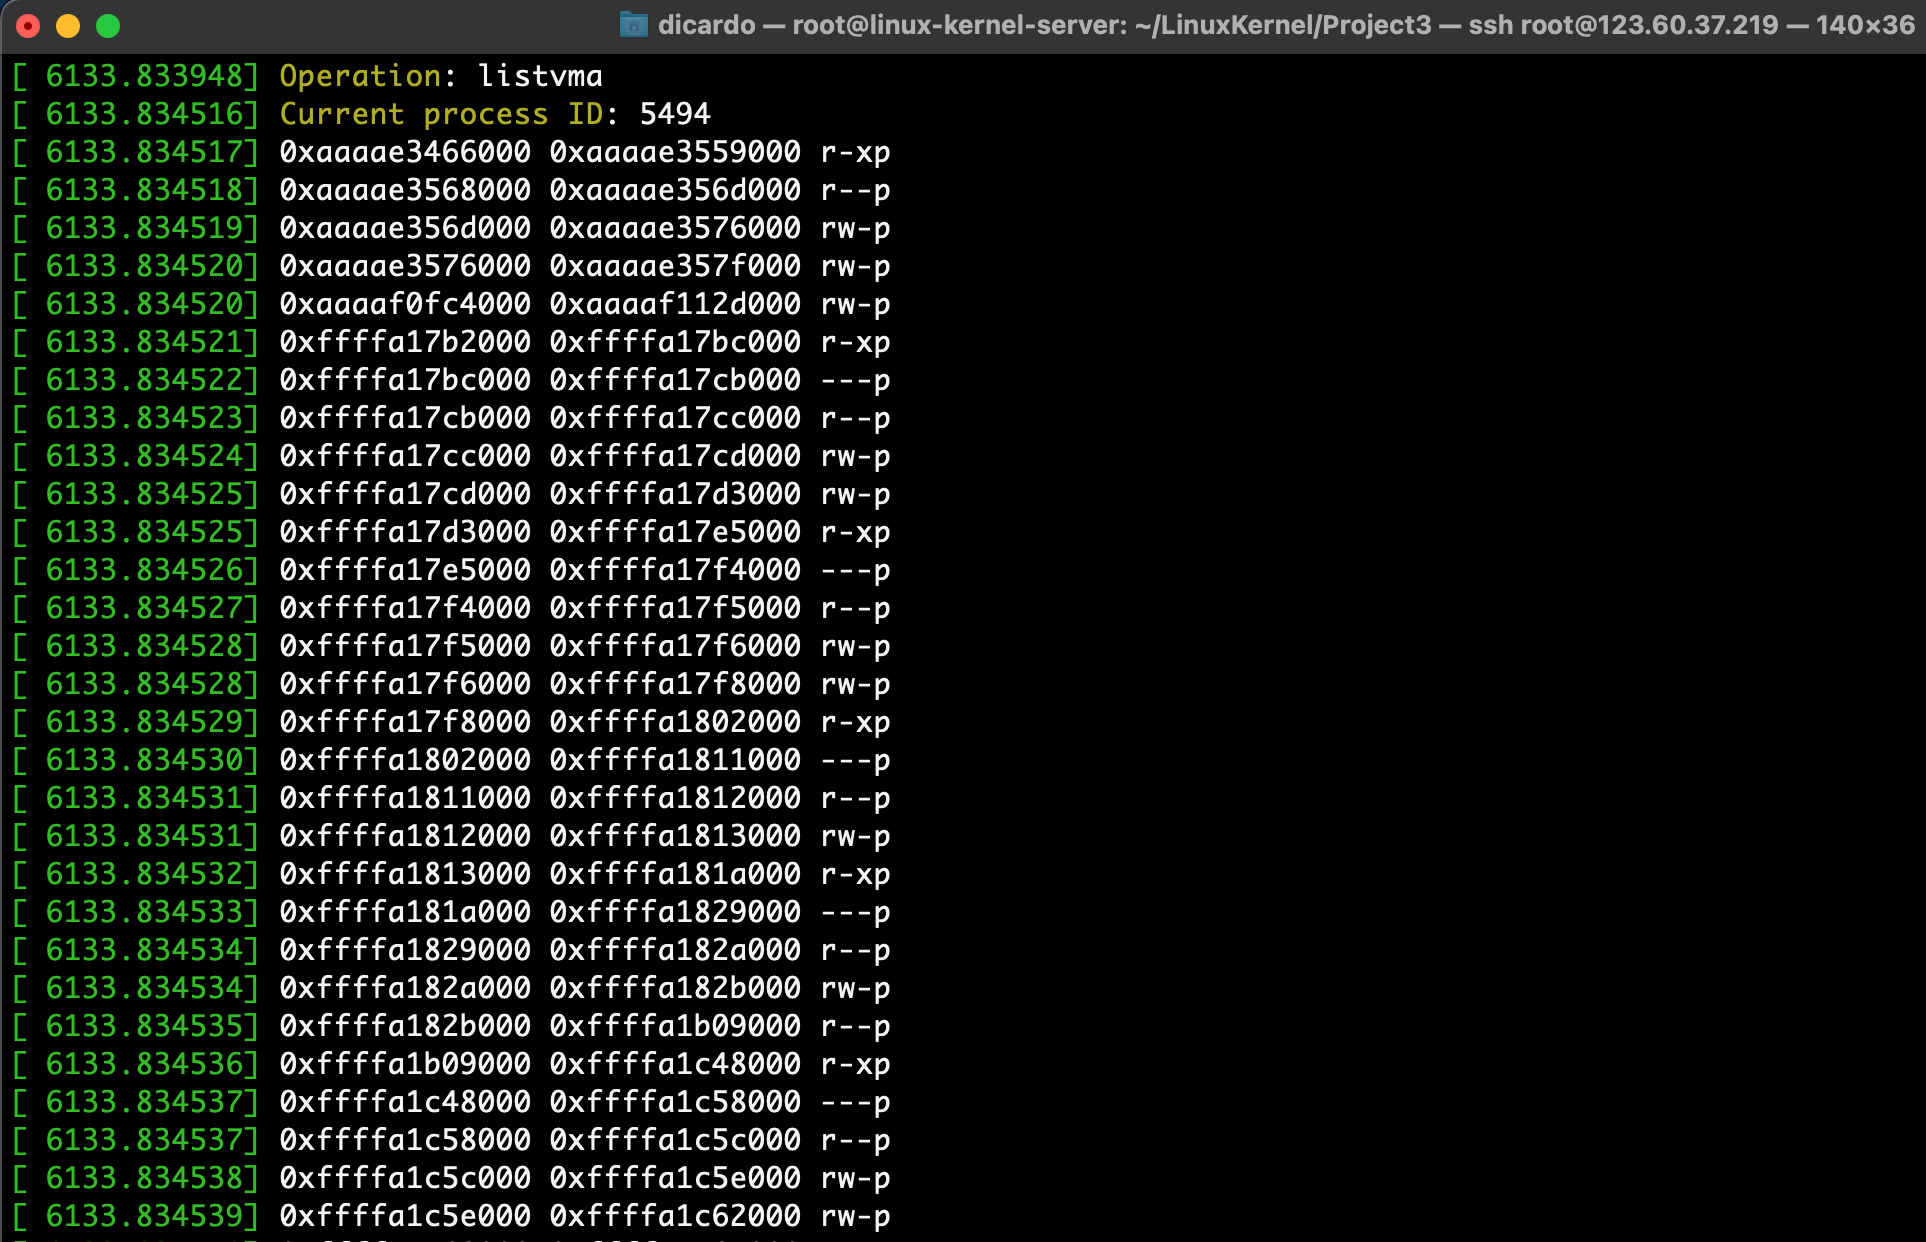 dicardo — root@linux-kernel-server: ~/LinuxKernel/Project3 — ssh root@123.60.37.219 — 140×36
[ 6133.833948] Operation: listvma
[ 6133.834516] Current process ID: 5494
[ 6133.834517] 0xaaaae3466000 0xaaaae3559000 r-xp
[ 6133.834518] 0xaaaae3568000 0xaaaae356d000 r--p
[ 6133.834519] 0xaaaae356d000 0xaaaae3576000 rw-p
[ 6133.834520] 0xaaaae3576000 0xaaaae357f000 rw-p
[ 6133.834520] 0xaaaaf0fc4000 0xaaaaf112d000 rw-p
[ 6133.834521] 0xffffa17b2000 0xffffa17bc000 r-xp
[ 6133.834522] 0xffffa17bc000 0xffffa17cb000 ---p
[ 6133.834523] 0xffffa17cb000 0xffffa17cc000 r--p
[ 6133.834524] 0xffffa17cc000 0xffffa17cd000 rw-p
[ 6133.834525] 0xffffa17cd000 0xffffa17d3000 rw-p
[ 6133.834525] 0xffffa17d3000 0xffffa17e5000 r-xp
[ 6133.834526] 0xffffa17e5000 0xffffa17f4000 ---p
[ 6133.834527] 0xffffa17f4000 0xffffa17f5000 r--p
[ 6133.834528] 0xffffa17f5000 0xffffa17f6000 rw-p
[ 6133.834528] 0xffffa17f6000 0xffffa17f8000 rw-p
[ 6133.834529] 0xffffa17f8000 0xffffa1802000 r-xp
[ 6133.834530] 0xffffa1802000 0xffffa1811000 ---p
[ 6133.834531] 0xffffa1811000 0xffffa1812000 r--p
[ 6133.834531] 0xffffa1812000 0xffffa1813000 rw-p
[ 6133.834532] 0xffffa1813000 0xffffa181a000 r-xp
[ 6133.834533] 0xffffa181a000 0xffffa1829000 ---p
[ 6133.834534] 0xffffa1829000 0xffffa182a000 r--p
[ 6133.834534] 0xffffa182a000 0xffffa182b000 rw-p
[ 6133.834535] 0xffffa182b000 0xffffa1b09000 r--p
[ 6133.834536] 0xffffa1b09000 0xffffa1c48000 r-xp
[ 6133.834537] 0xffffa1c48000 0xffffa1c58000 ---p
[ 6133.834537] 0xffffa1c58000 0xffffa1c5c000 r--p
[ 6133.834538] 0xffffa1c5c000 0xffffa1c5e000 rw-p
[ 6133.834539] 0xffffa1c5e000 0xffffa1c62000 rw-p